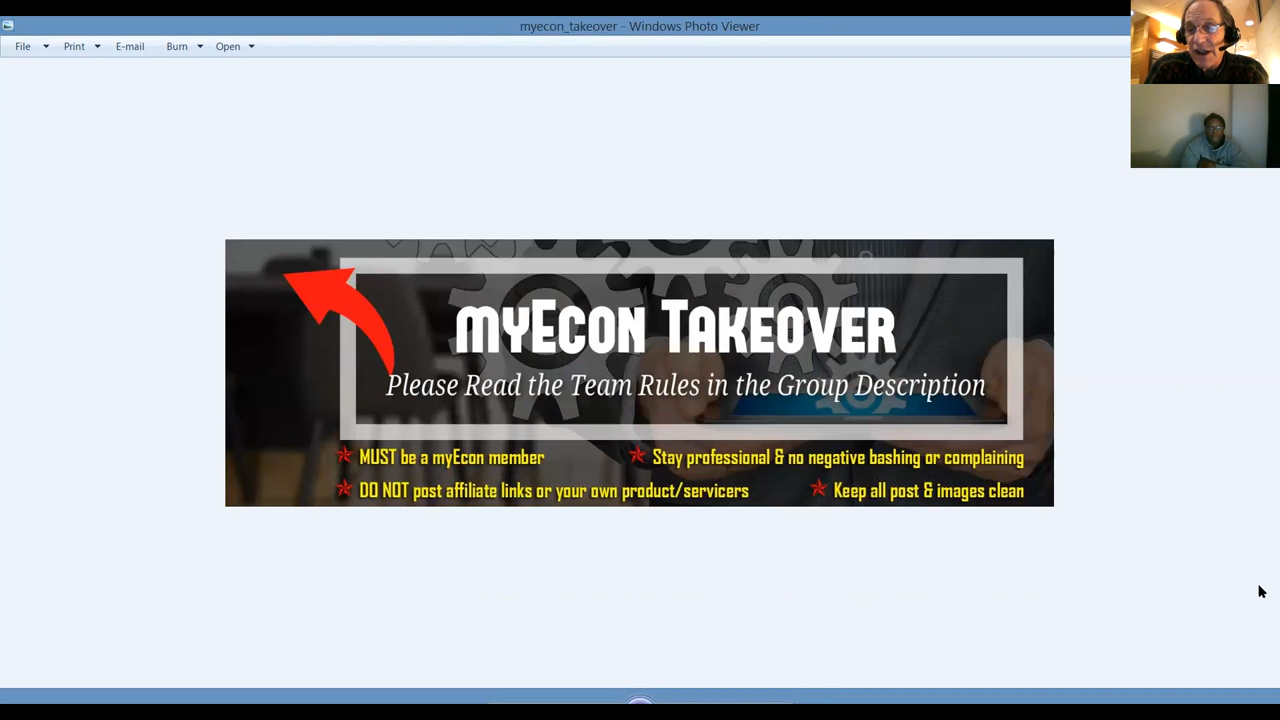 myecon_takeover - Windows Photo Viewer
File Print E-mail Burn Open
myEcon Takeover
Please Read the Team Rules in the Group Description
MUST be a myEcon member Stay professional & no negative bashing or complaining
DO NOT post affiliate links or your own product/servicers Keep all post & images clean